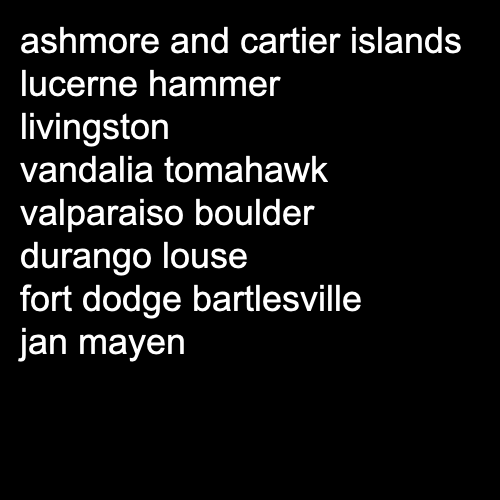 ashmore and cartier islands
lucerne hammer
livingston
vandalia tomahawk
valparaiso boulder
durango louse
fort dodge bartlesville
jan mayen